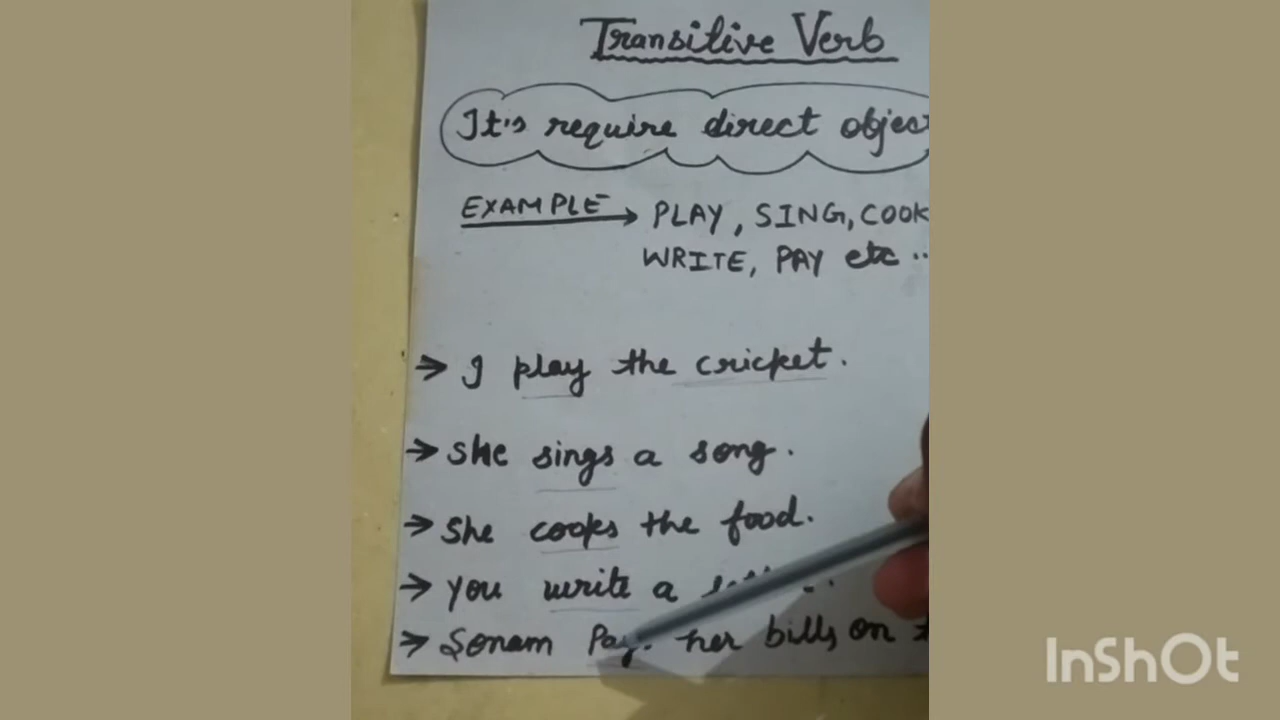 Transitive Verb
It's require direct
EXAMPLE → PLAY, SING, COOK
WRITE, PAY etc ..
→ I play the cricket.
→ She sings a song.
→ She cooks the food.
→ You write a
→ Sonam her bills on
InShOt